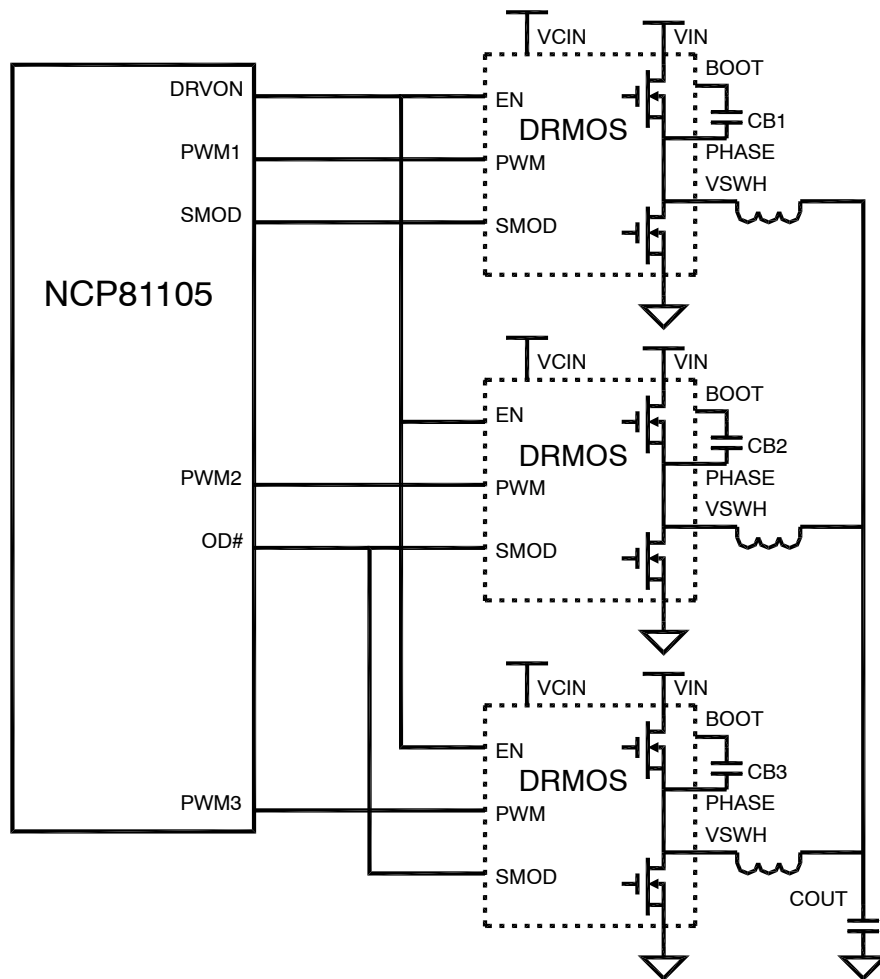 VCIN
VIN
DRVON
EN
BOOT
DRMOS
CB1
PWM1
PWM
PHASE
VSWH
SMOD
SMOD
NCP81105
VCIN
VIN
EN
BOOT
DRMOS
CB2
PWM2
PWM
PHASE
VSWH
OD#
SMOD
VCIN
VIN
EN
BOOT
DRMOS
CB3
PWM3
PWM
PHASE
VSWH
SMOD
COUT